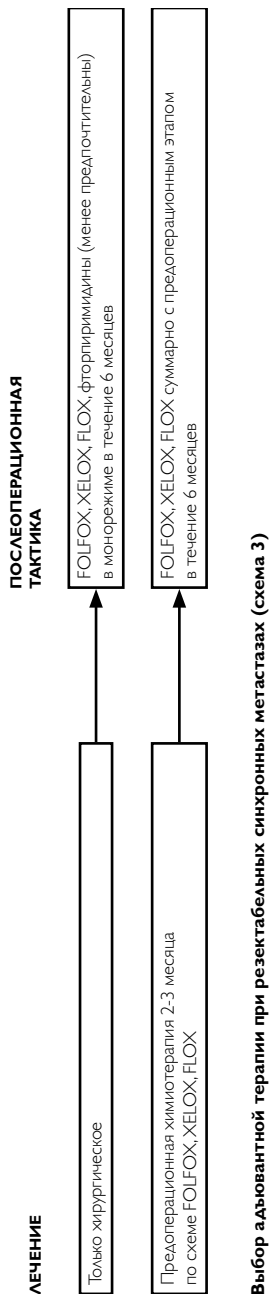 ЛЕЧЕНИЕ
ПОСЛЕОПЕРАЦИОННАЯ
ТАКТИКА
Только хирургическое
FOLFOX, XELOX, FLOX, фторпиримидины (менее предпочтительны)
в монорежиме в течение 6 месяцев
Предоперационная химиотерапия 2-3 месяца
по схеме FOLFOX, XELOX, FLOX
FOLFOX, XELOX, FLOX суммарно с предоперационным этапом
в течение 6 месяцев
Выбор адъювантной терапии при резектабельных синхронных метастазах (схема 3)